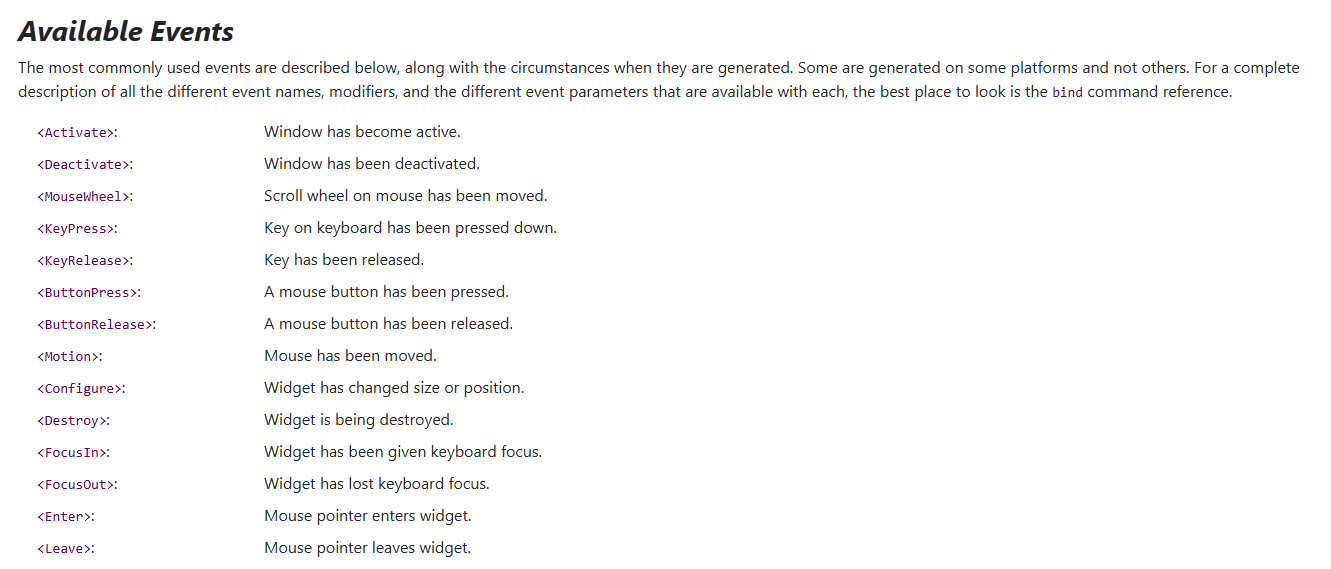 Available Events
The most commonly used events are described below, along with the circumstances when they are generated. Some are generated on some platforms and not others. For a complete
description of all the different event names, modifiers, and the different event parameters that are available with each, the best place to look is the bind command reference.
<Activate>: Window has become active.
<Deactivate>: Window has been deactivated.
<MouseWheel>: Scroll wheel on mouse has been moved.
<KeyPress>: Key on keyboard has been pressed down.
<KeyRelease>: Key has been released.
<ButtonPress>: A mouse button has been pressed.
<ButtonRelease>: A mouse button has been released.
<Motion>: Mouse has been moved.
<Configure>: Widget has changed size or position.
<Destroy>: Widget is being destroyed.
<FocusIn>: Widget has been given keyboard focus.
<FocusOut>: Widget has lost keyboard focus.
<Enter>: Mouse pointer enters widget.
<Leave>: Mouse pointer leaves widget.